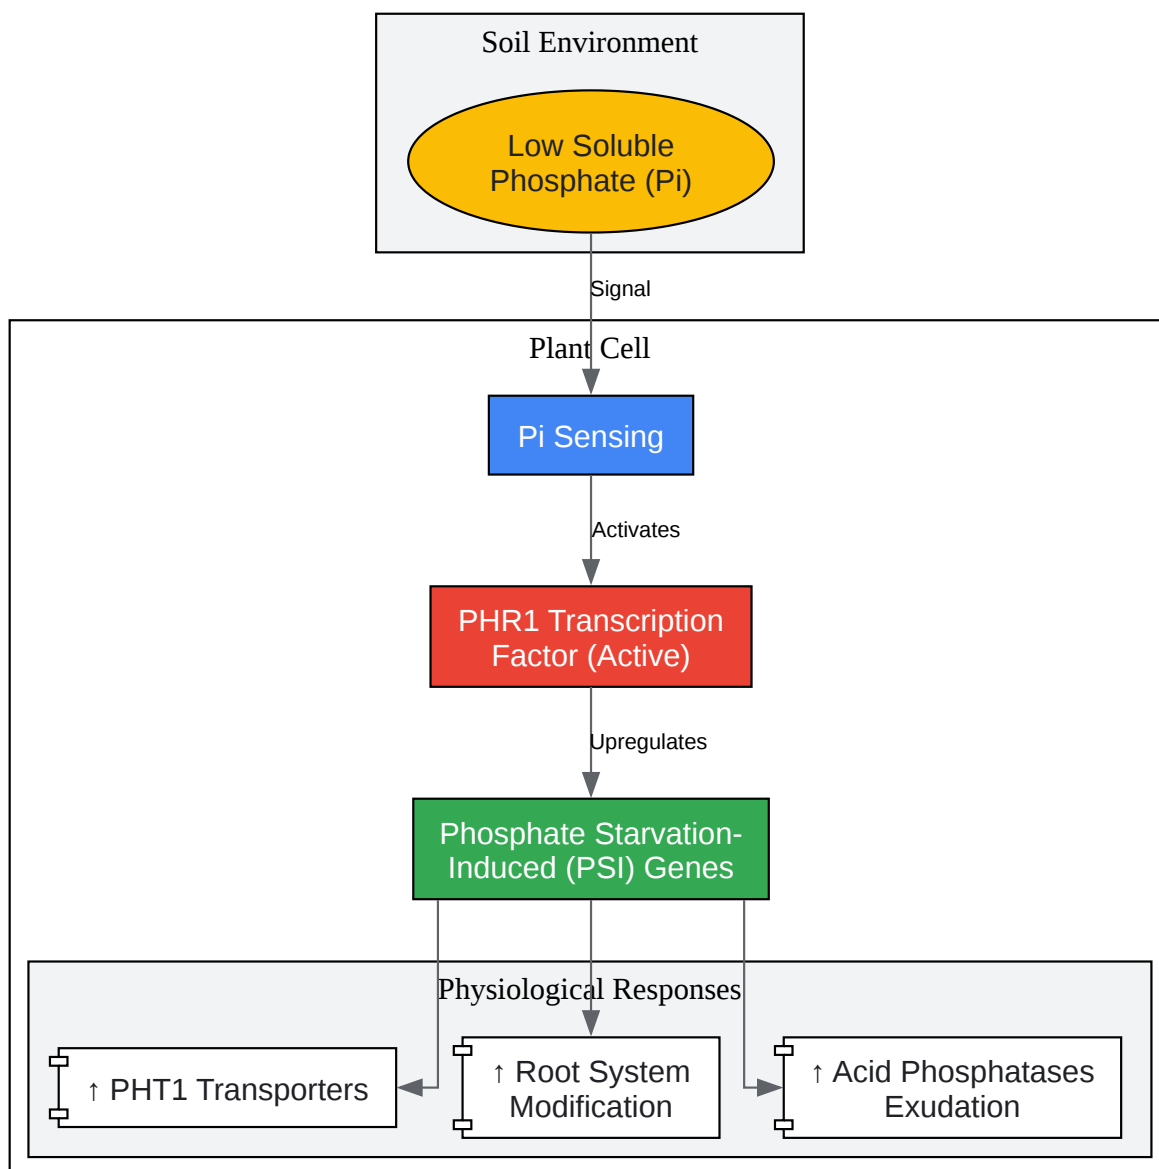 Soil Environment
Low Soluble
Phosphate (Pi)
Signal
Plant Cell
Pi Sensing
Activates
PHR1 Transcription
Factor (Active)
Upregulates
Phosphate Starvation-
Induced (PSI) Genes
Physiological Responses
↑ PHT1 Transporters
↑ Root System
Modification
↑ Acid Phosphatases
Exudation